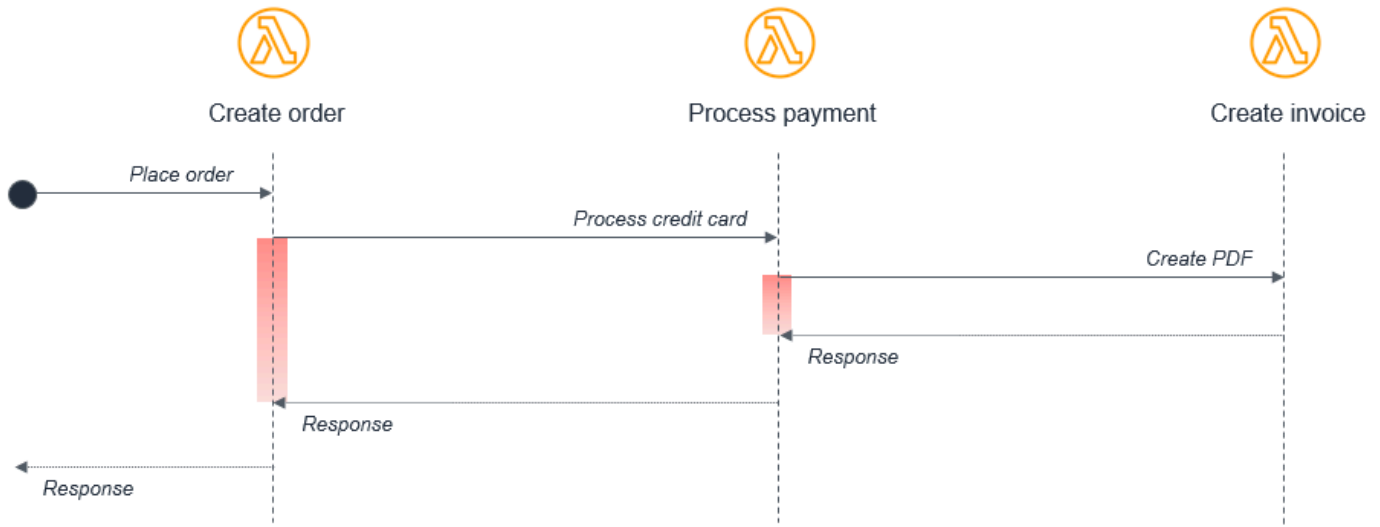 Create order
Process payment
Create invoice
Place order
Process credit card
Create PDF
Response
Response
Response